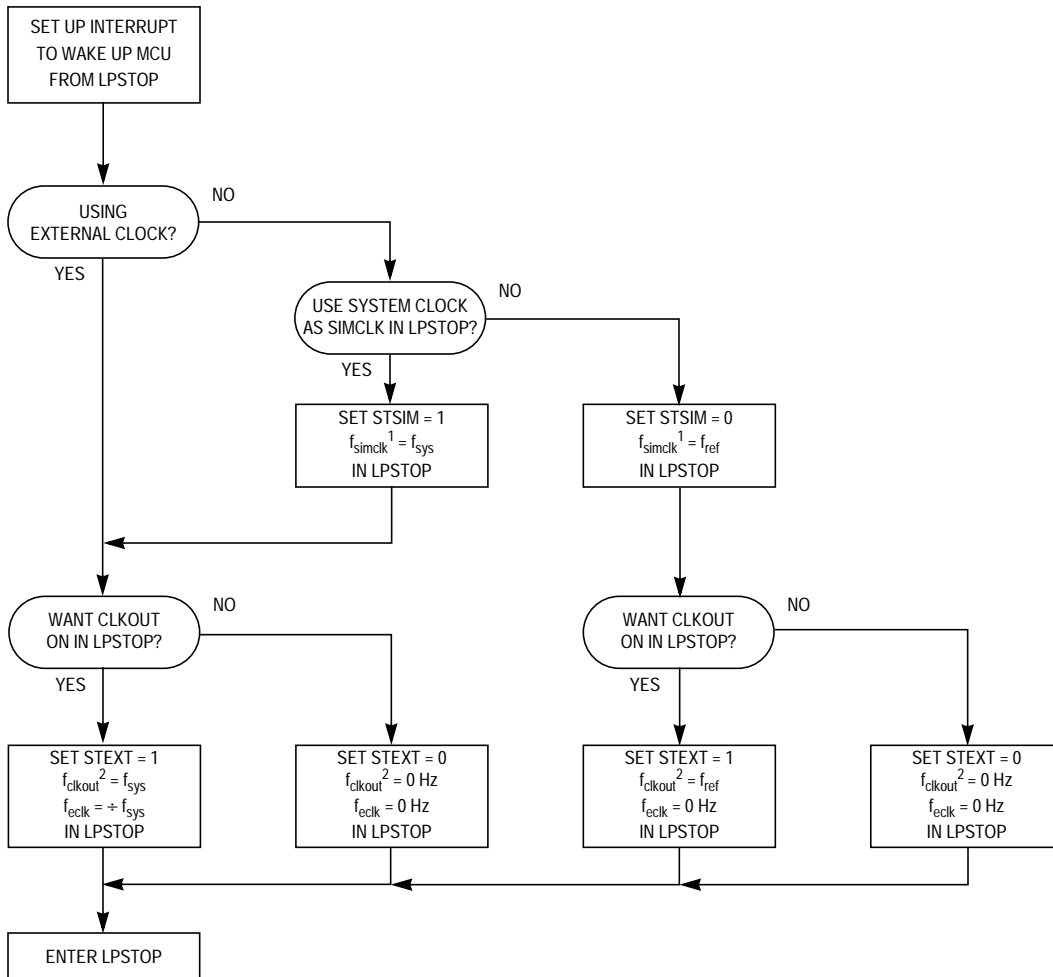 SET UP INTERRUPT
TO WAKE UP MCU
FROM LPSTOP
NO
USING
EXTERNAL CLOCK?
YES
NO
USE SYSTEM CLOCK
AS SIMCLK IN LPSTOP?
YES
SET STSIM = 1
fsimclk1 = fsys
IN LPSTOP
SET STSIM = 0
fsimclk1 = fref
IN LPSTOP
NO
WANT CLKOUT
ON IN LPSTOP?
YES
NO
WANT CLKOUT
ON IN LPSTOP?
YES
SET STEXT = 1
fclkout2 = fsys
feclk = ÷ fsys
IN LPSTOP
SET STEXT = 0
fclkout2 = 0 Hz
feclk = 0 Hz
IN LPSTOP
SET STEXT = 1
fclkout2 = fref
feclk = 0 Hz
IN LPSTOP
SET STEXT = 0
fclkout2 = 0 Hz
feclk = 0 Hz
IN LPSTOP
ENTER LPSTOP